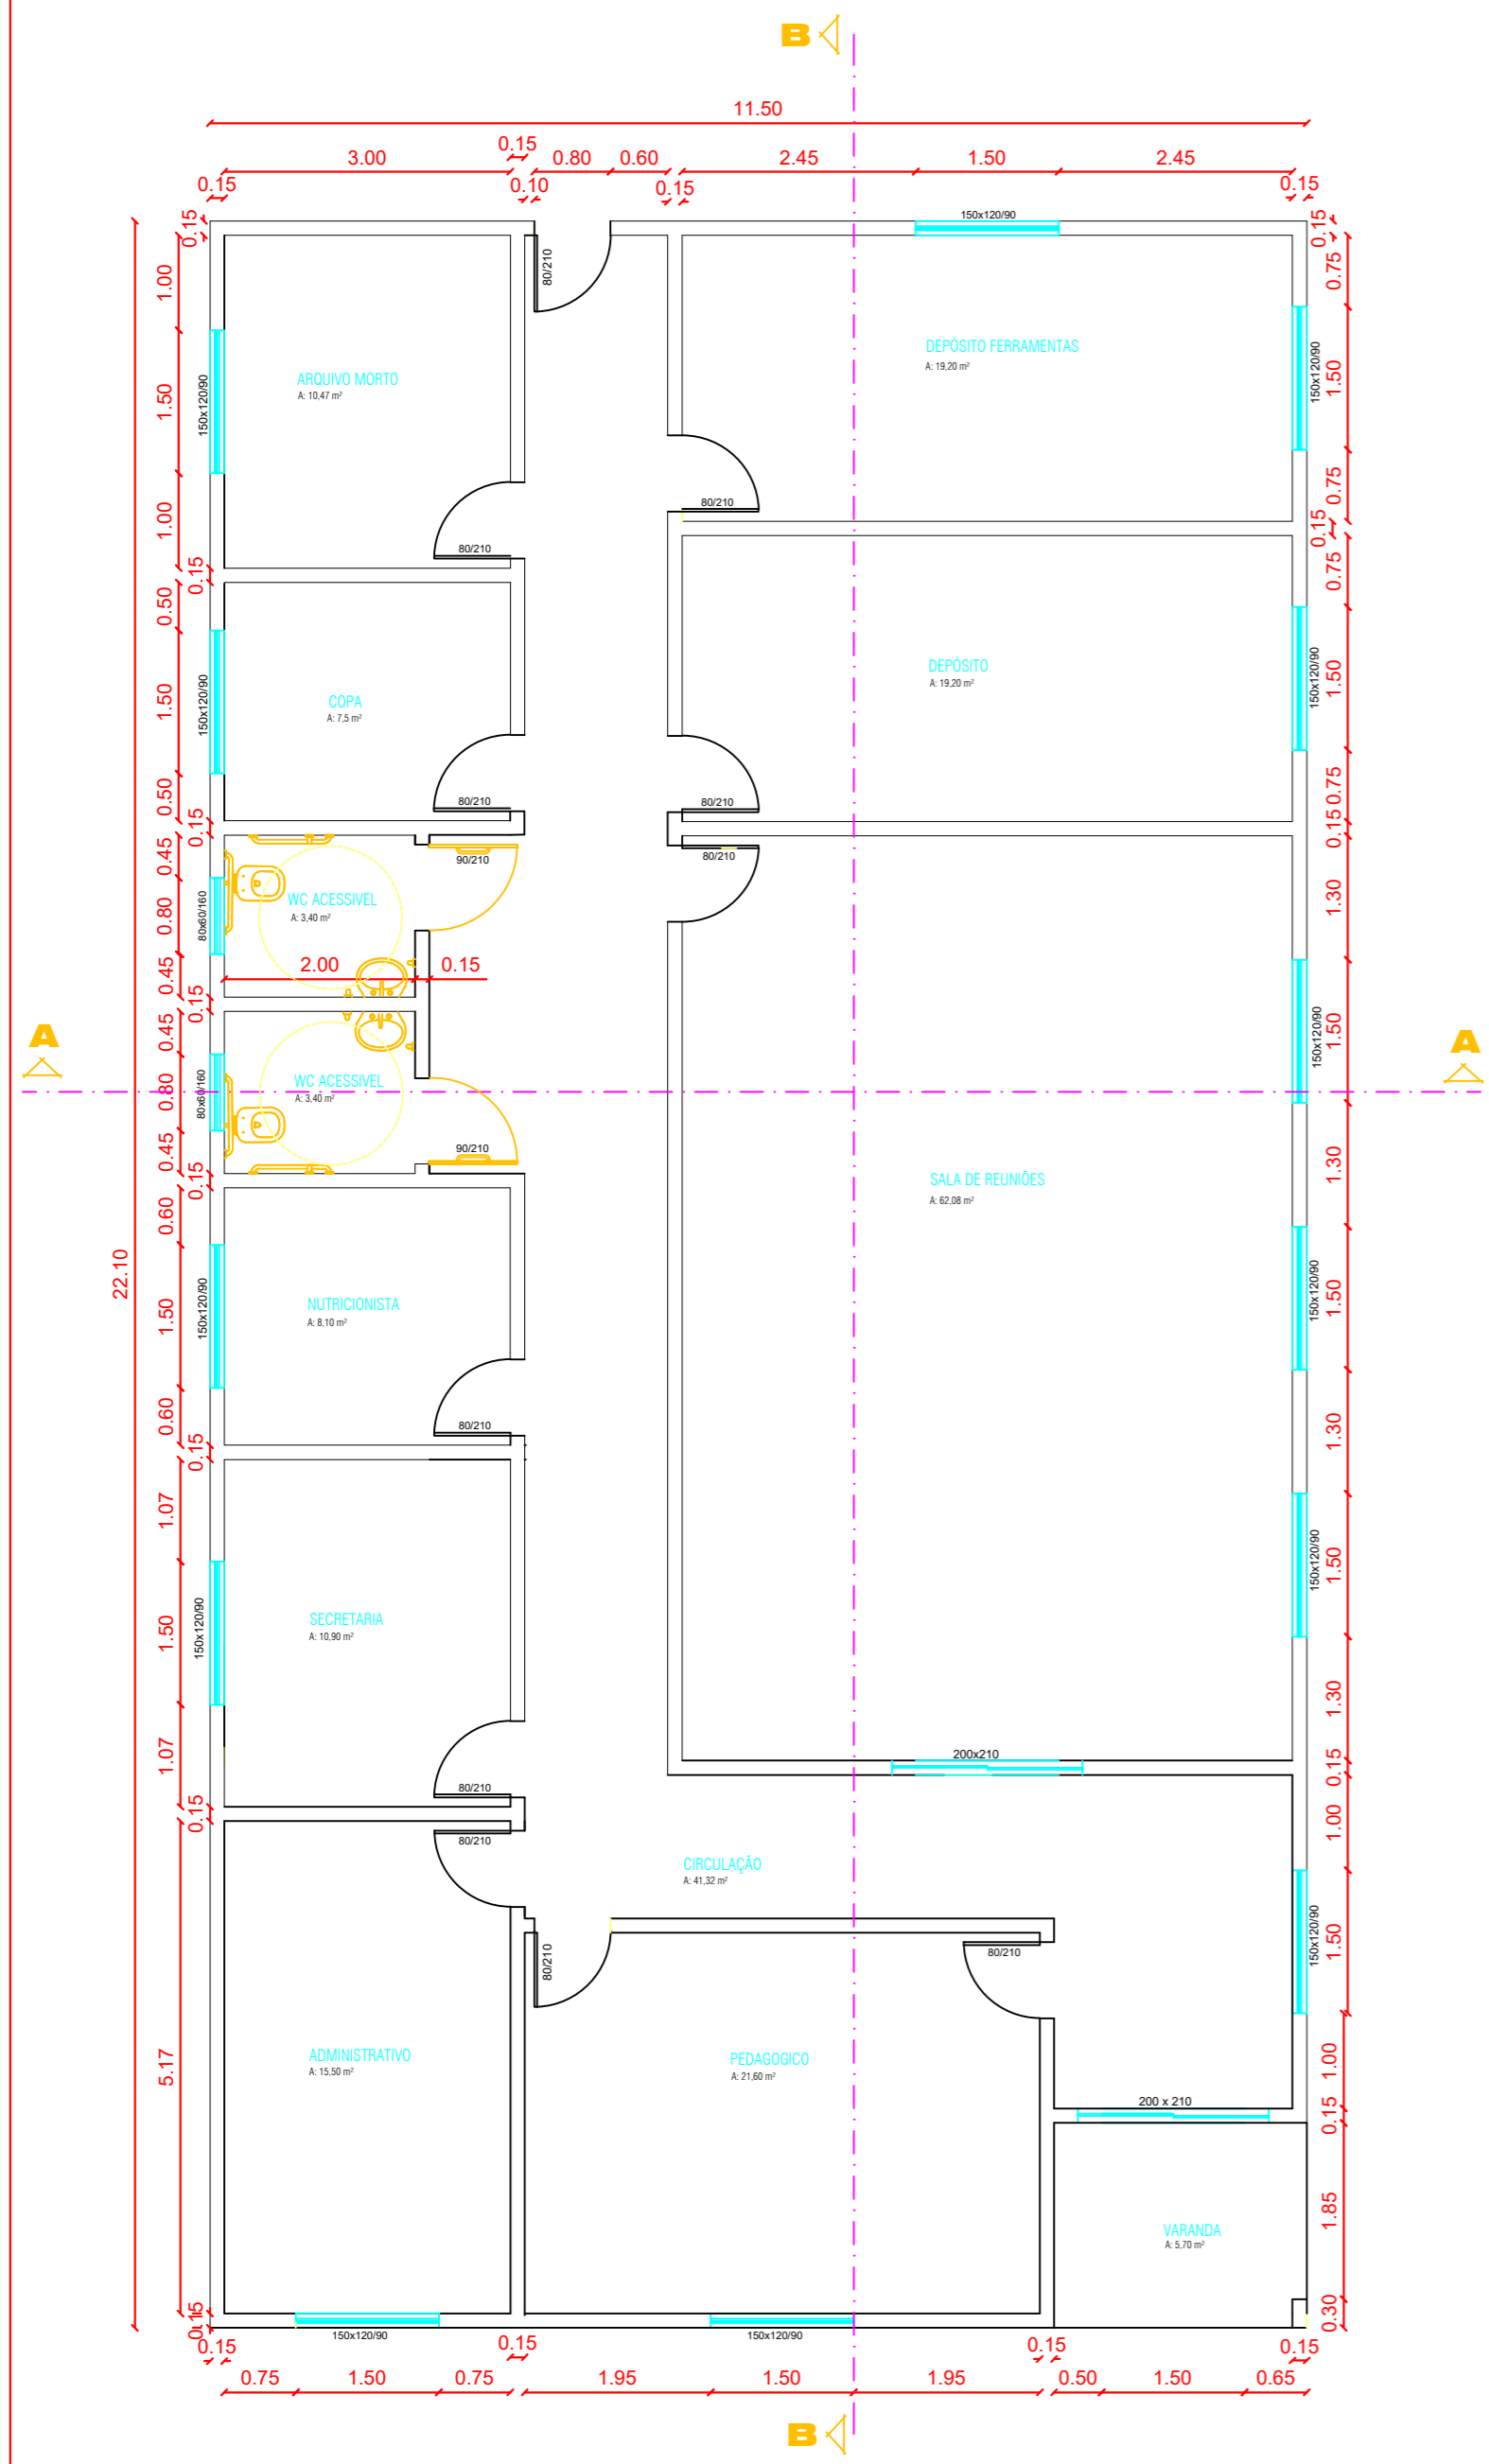 B
11.50
0.15
3.00
0.80
0.60
2.45
1.50
2.45
0.15
0.10
0.15
0.15
150x120/90
0.15
0.15
80/210
1.00
0.75
DEPÓSITO FERRAMENTAS
A: 19,20 m²
150x120/90
1.50
ARQUIVO MORTO
A: 10,47 m²
150x120/90
1.50
0.75
80/210
1.00
0.15
80/210
0.15
0.75
0.50
DEPÓSITO
A: 19,20 m²
150x120/90
1.50
COPA
A: 7,5 m²
150x120/90
1.50
0.50
80/210
80/210
0.75
0.15
0.15
0.45
90/210
80/210
WC ACESSIVEL
A: 3,40 m²
80x60/160
0.80
1.30
0.45
2.00
0.15
0.15
0.45
A
150x120/90
1.50
A
WC ACESSIVEL
A: 3,40 m²
80x60/160
0.80
0.45
90/210
1.30
0.15
SALA DE REUNIÕES
A: 62,08 m²
0.60
22.10
NUTRICIONISTA
A: 8,10 m²
150x120/90
1.50
150x120/90
1.50
0.60
80/210
1.30
0.15
1.07
150x120/90
1.50
SECRETARIA
A: 10,90 m²
150x120/90
1.50
1.30
1.07
200x210
0.15
80/210
0.15
80/210
1.00
CIRCULAÇÃO
A: 41,32 m²
80/210
80/210
150x120/90
1.50
ADMINISTRATIVO
A: 15,50 m²
PEDAGOGICO
A: 21,60 m²
5.17
1.00
200 x 210
0.15
1.85
VARANDA
A: 5,70 m²
0.15
0.30
150x120/90
150x120/90
0.15
0.15
0.15
0.15
0.75
1.50
0.75
1.95
1.50
1.95
0.50
1.50
0.65
B